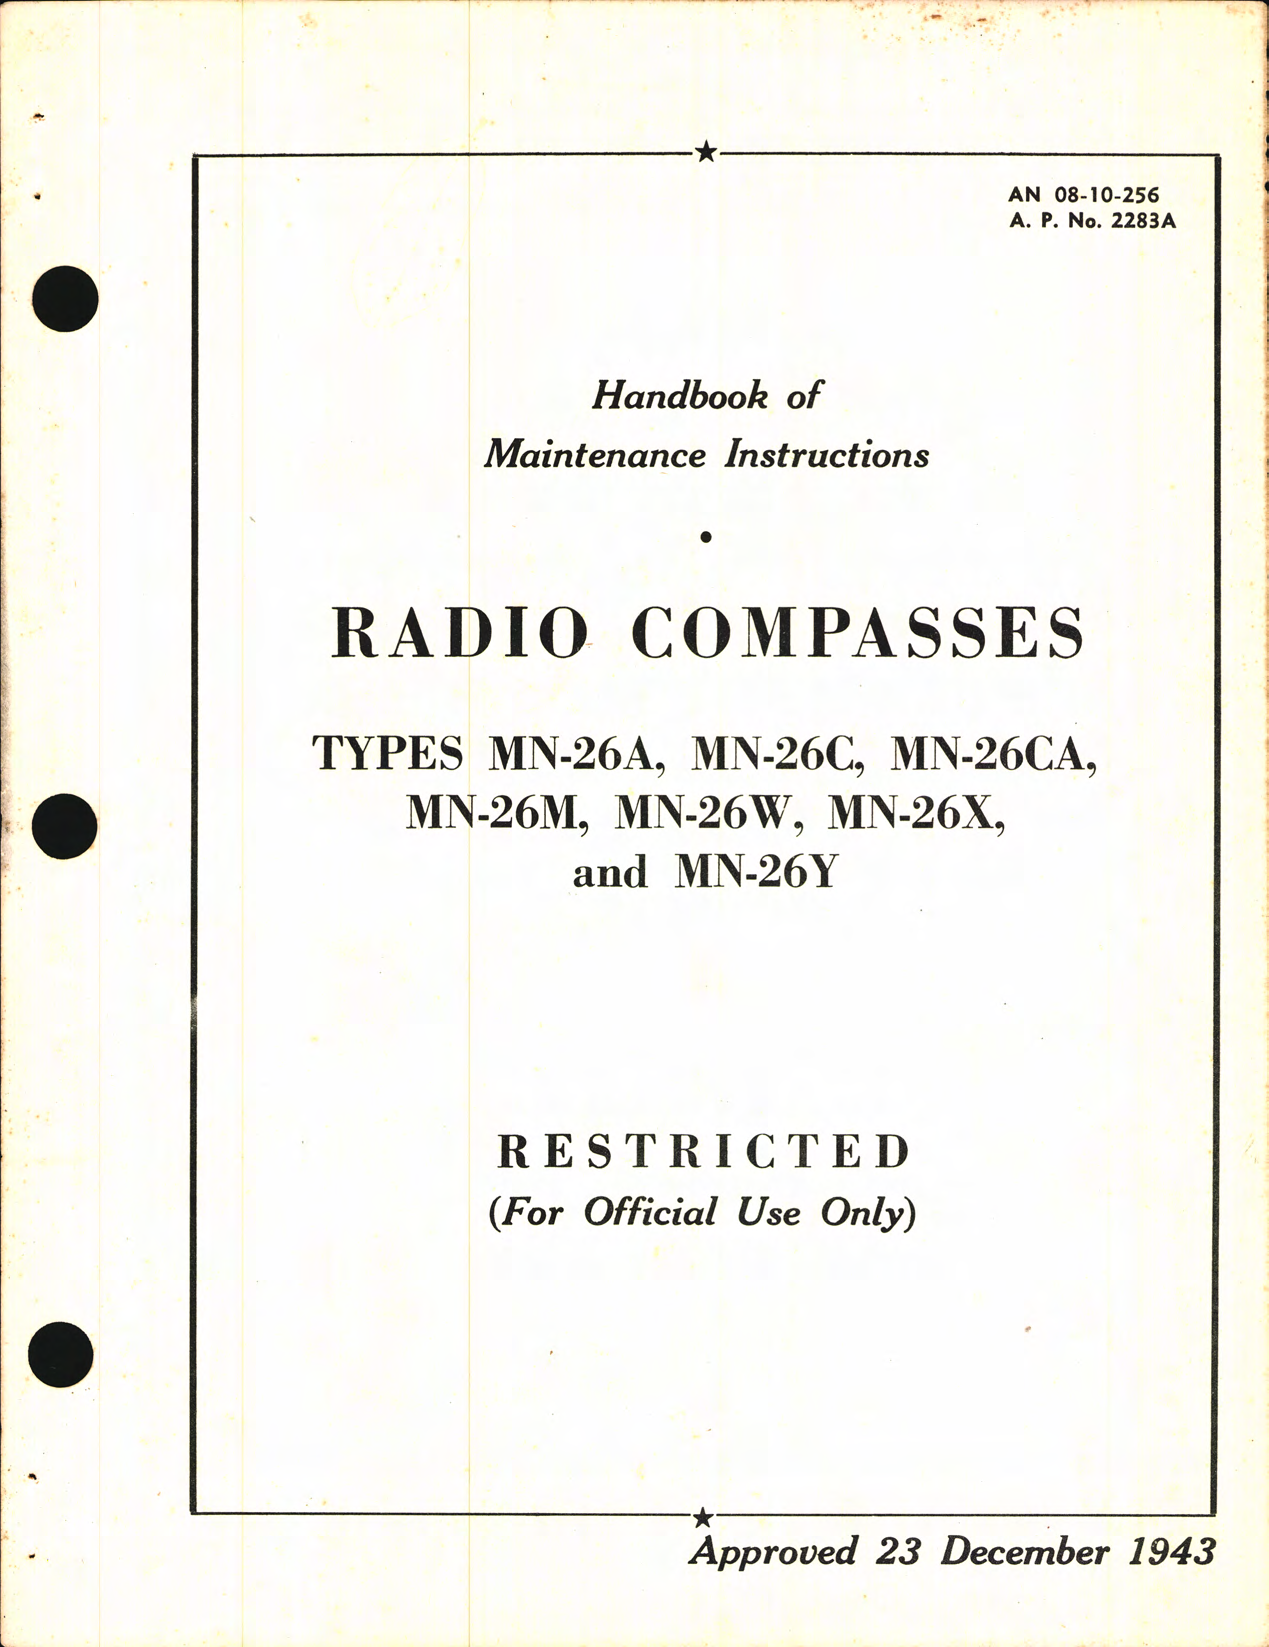 AN 08-10-256
A. P. No. 2283A
Handbook of
Maintenance Instructions
•
RADIO COMPASSES
TYPES MN-26A, MN-26C, MN-26CA,
MN-26M, MN-26W, MN-26X,
and MN-26Y
RESTRICTED
(For Official Use Only)
Approved 23 December 1943